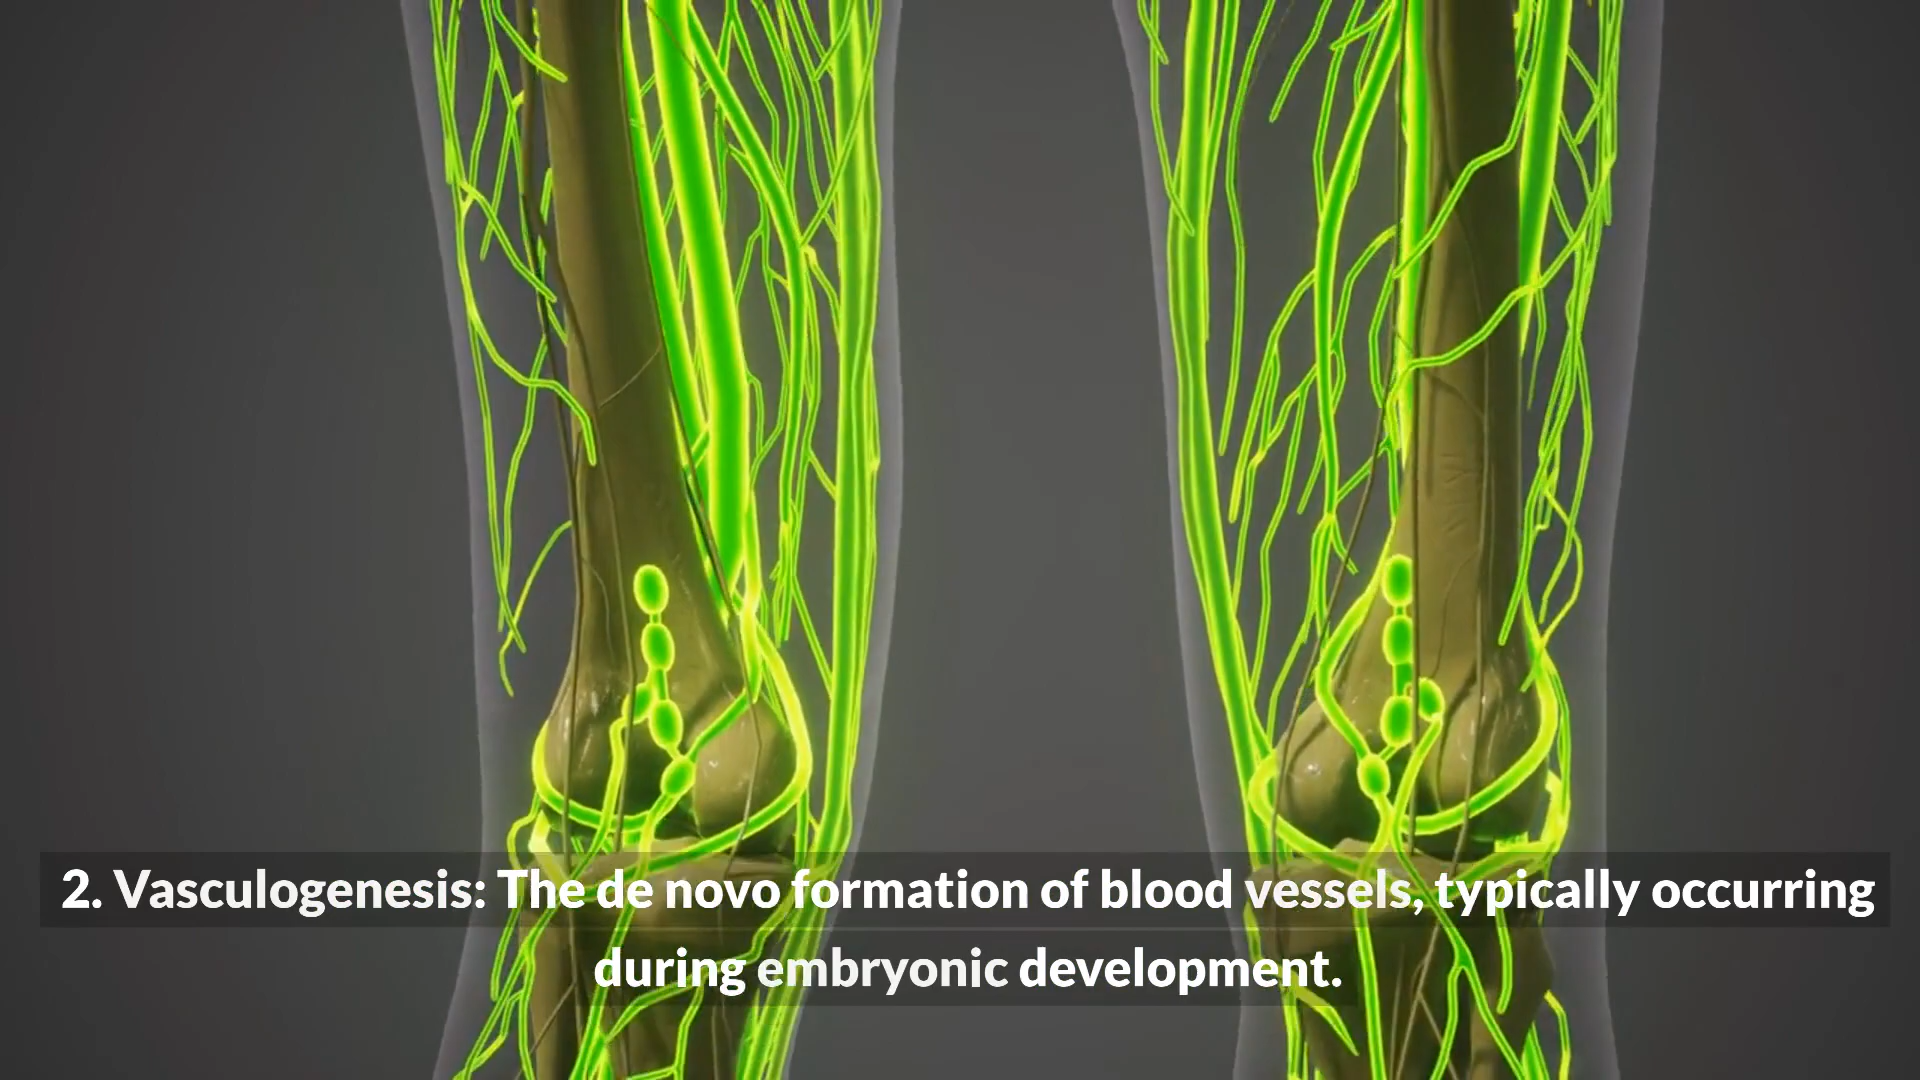 2. Vasculogenesis: The de novo formation of blood vessels, typically occurring
during embryonic development.